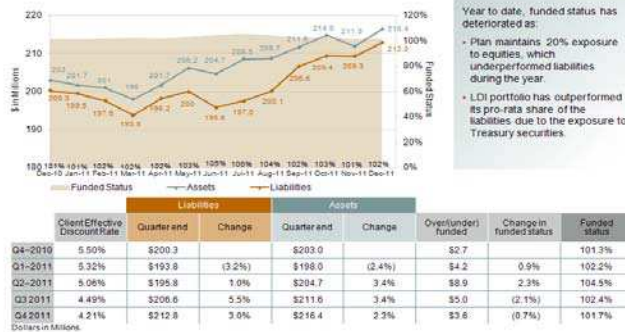 220
210
200
190
180
$ in Millions
120%
100%
80%
60%
40%
20%
0%
Funded Status
203 201.7 201 198 201.7 206.2 204.7 208.5 208.7 211.6 214.8 211.9 216.4
200.3 199.5 197.6 193.8 198.2 200 195.8 197.5 200.1 206.6 209.4 209.3 212.8
101% 101% 102% 102% 102% 103% 105% 106% 104% 102% 103% 101% 102%
Dec-10 Jan-11 Feb-11 Mar-11 Apr-11 May-11 Jun-11 Jul-11 Aug-11 Sep-11 Oct-11 Nov-11 Dec-11
Funded Status Assets Liabilities
Year to date, funded status has
deteriorated as:
• Plan maintains 20% exposure
to equities, which
underperformed liabilities
during the year.
• LDI portfolio has outperformed
its pro-rata share of the
liabilities due to the exposure to
Treasury securities.
Liabilities Assets
Client Effective Discount Rate Quarter end Change Quarter end Change Over/(under) funded Change in funded status Funded status
Q4–2010 5.50% $200.3 $203.0 $2.7 101.3%
Q1–2011 5.32% $193.8 (3.2%) $198.0 (2.4%) $4.2 0.9% 102.2%
Q2–2011 5.06% $195.8 1.0% $204.7 3.4% $8.9 2.3% 104.5%
Q3 2011 4.49% $206.6 5.5% $211.6 3.4% $5.0 (2.1%) 102.4%
Q4 2011 4.21% $212.8 3.0% $216.4 2.3% $3.6 (0.7%) 101.7%
Dollars in Millions.